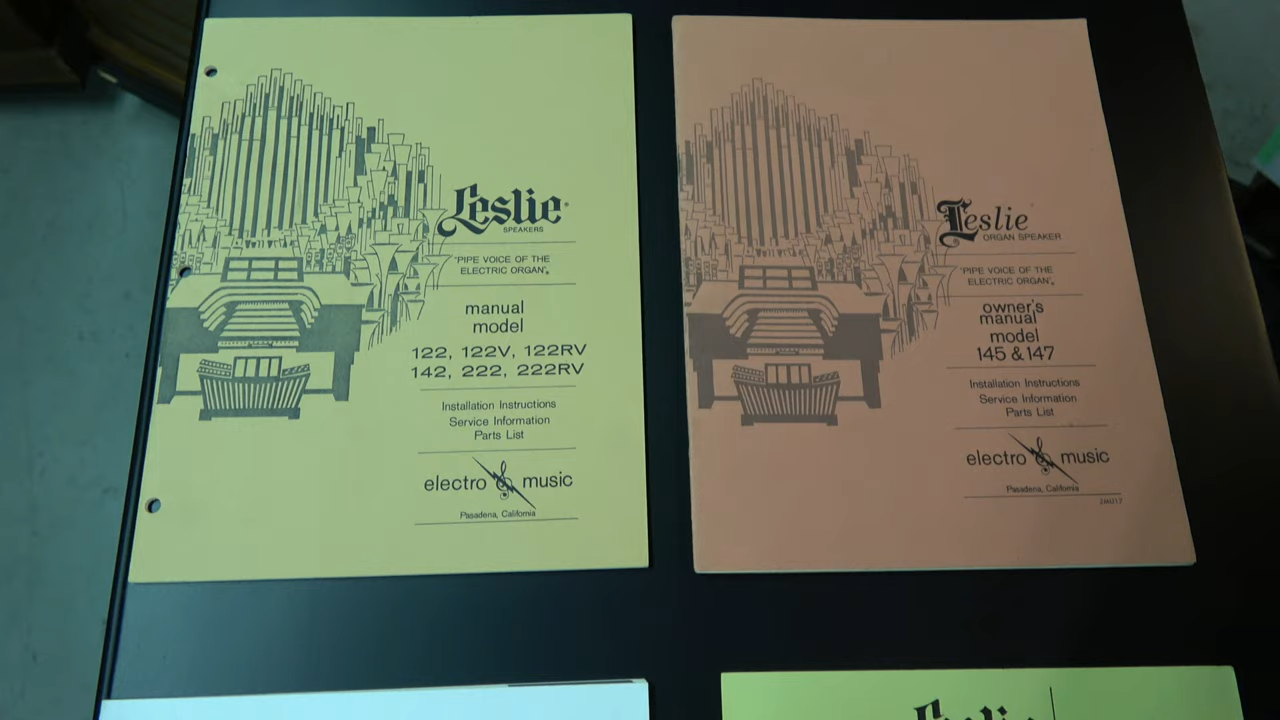 Leslie®
SPEAKERS
"PIPE VOICE OF THE
ELECTRIC ORGAN"®
manual
model
122, 122V, 122RV
142, 222, 222RV
Installation Instructions
Service Information
Parts List
electro music
Pasadena, California
Leslie
ORGAN SPEAKER
"PIPE VOICE OF THE
ELECTRIC ORGAN"®
owner's
manual
model
145 & 147
Installation Instructions
Service Information
Parts List
electro music
Pasadena, California
Leslie